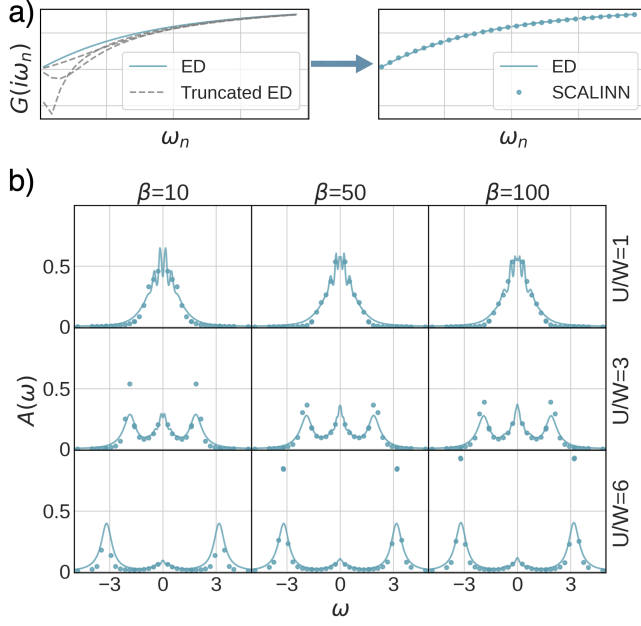 a)
G(iωn)
ED
Truncated ED
ωn
ED
SCALINN
ωn
b)
β=10 β=50 β=100
A(ω)
0.5
0
U/W=1
0.5
0
U/W=3
0.5
0
U/W=6
−3 0 3 −3 0 3 −3 0 3
ω